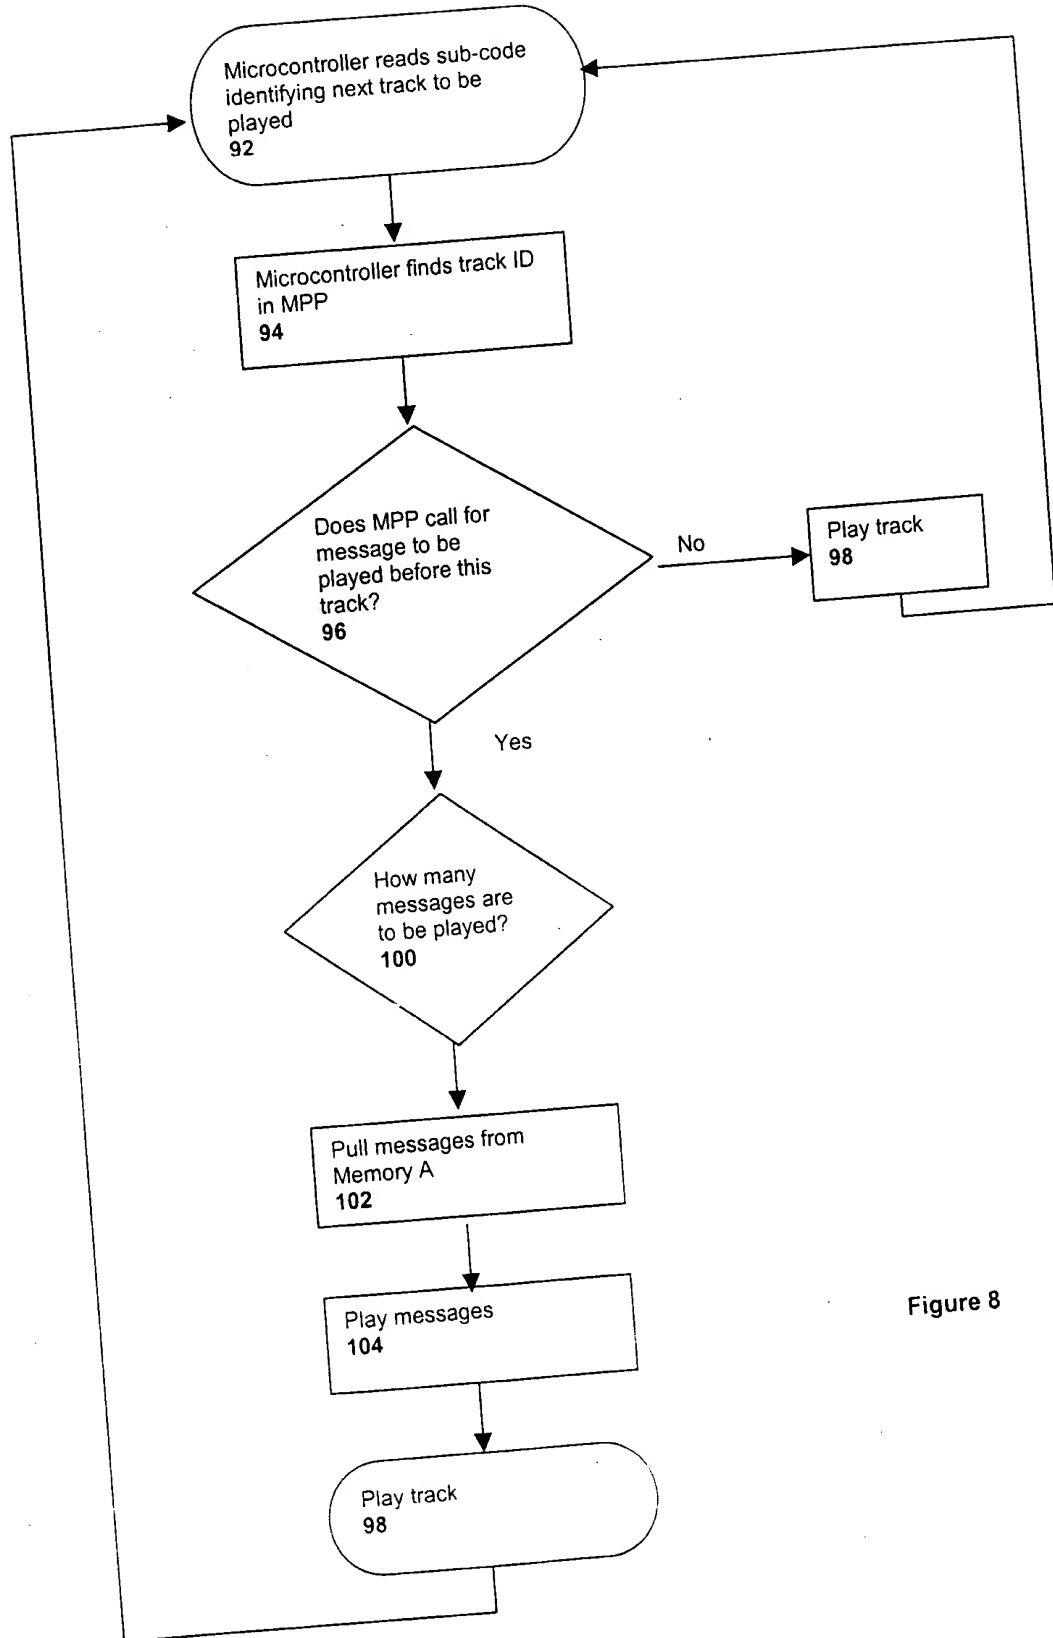 Microcontroller reads sub-code
identifying next track to be
played
92
Microcontroller finds track ID
in MPP
94
Does MPP call for
message to be
played before this
track?
96
No
Play track
98
Yes
How many
messages are
to be played?
100
Pull messages from
Memory A
102
Play messages
104
Figure 8
Play track
98